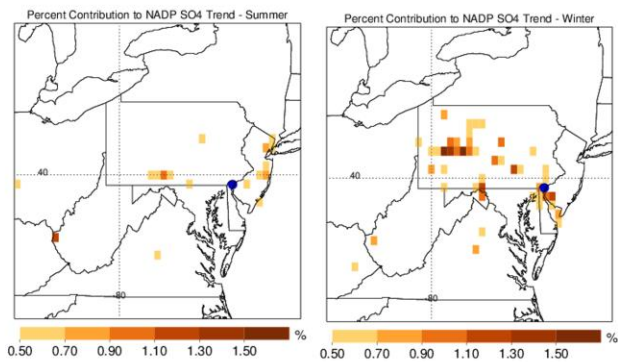 Percent Contribution to NADP SO4 Trend - Summer
40
-80
0.50 0.70 0.90 1.10 1.30 1.50 %
Percent Contribution to NADP SO4 Trend - Winter
40
-80
0.50 0.70 0.90 1.10 1.30 1.50 %